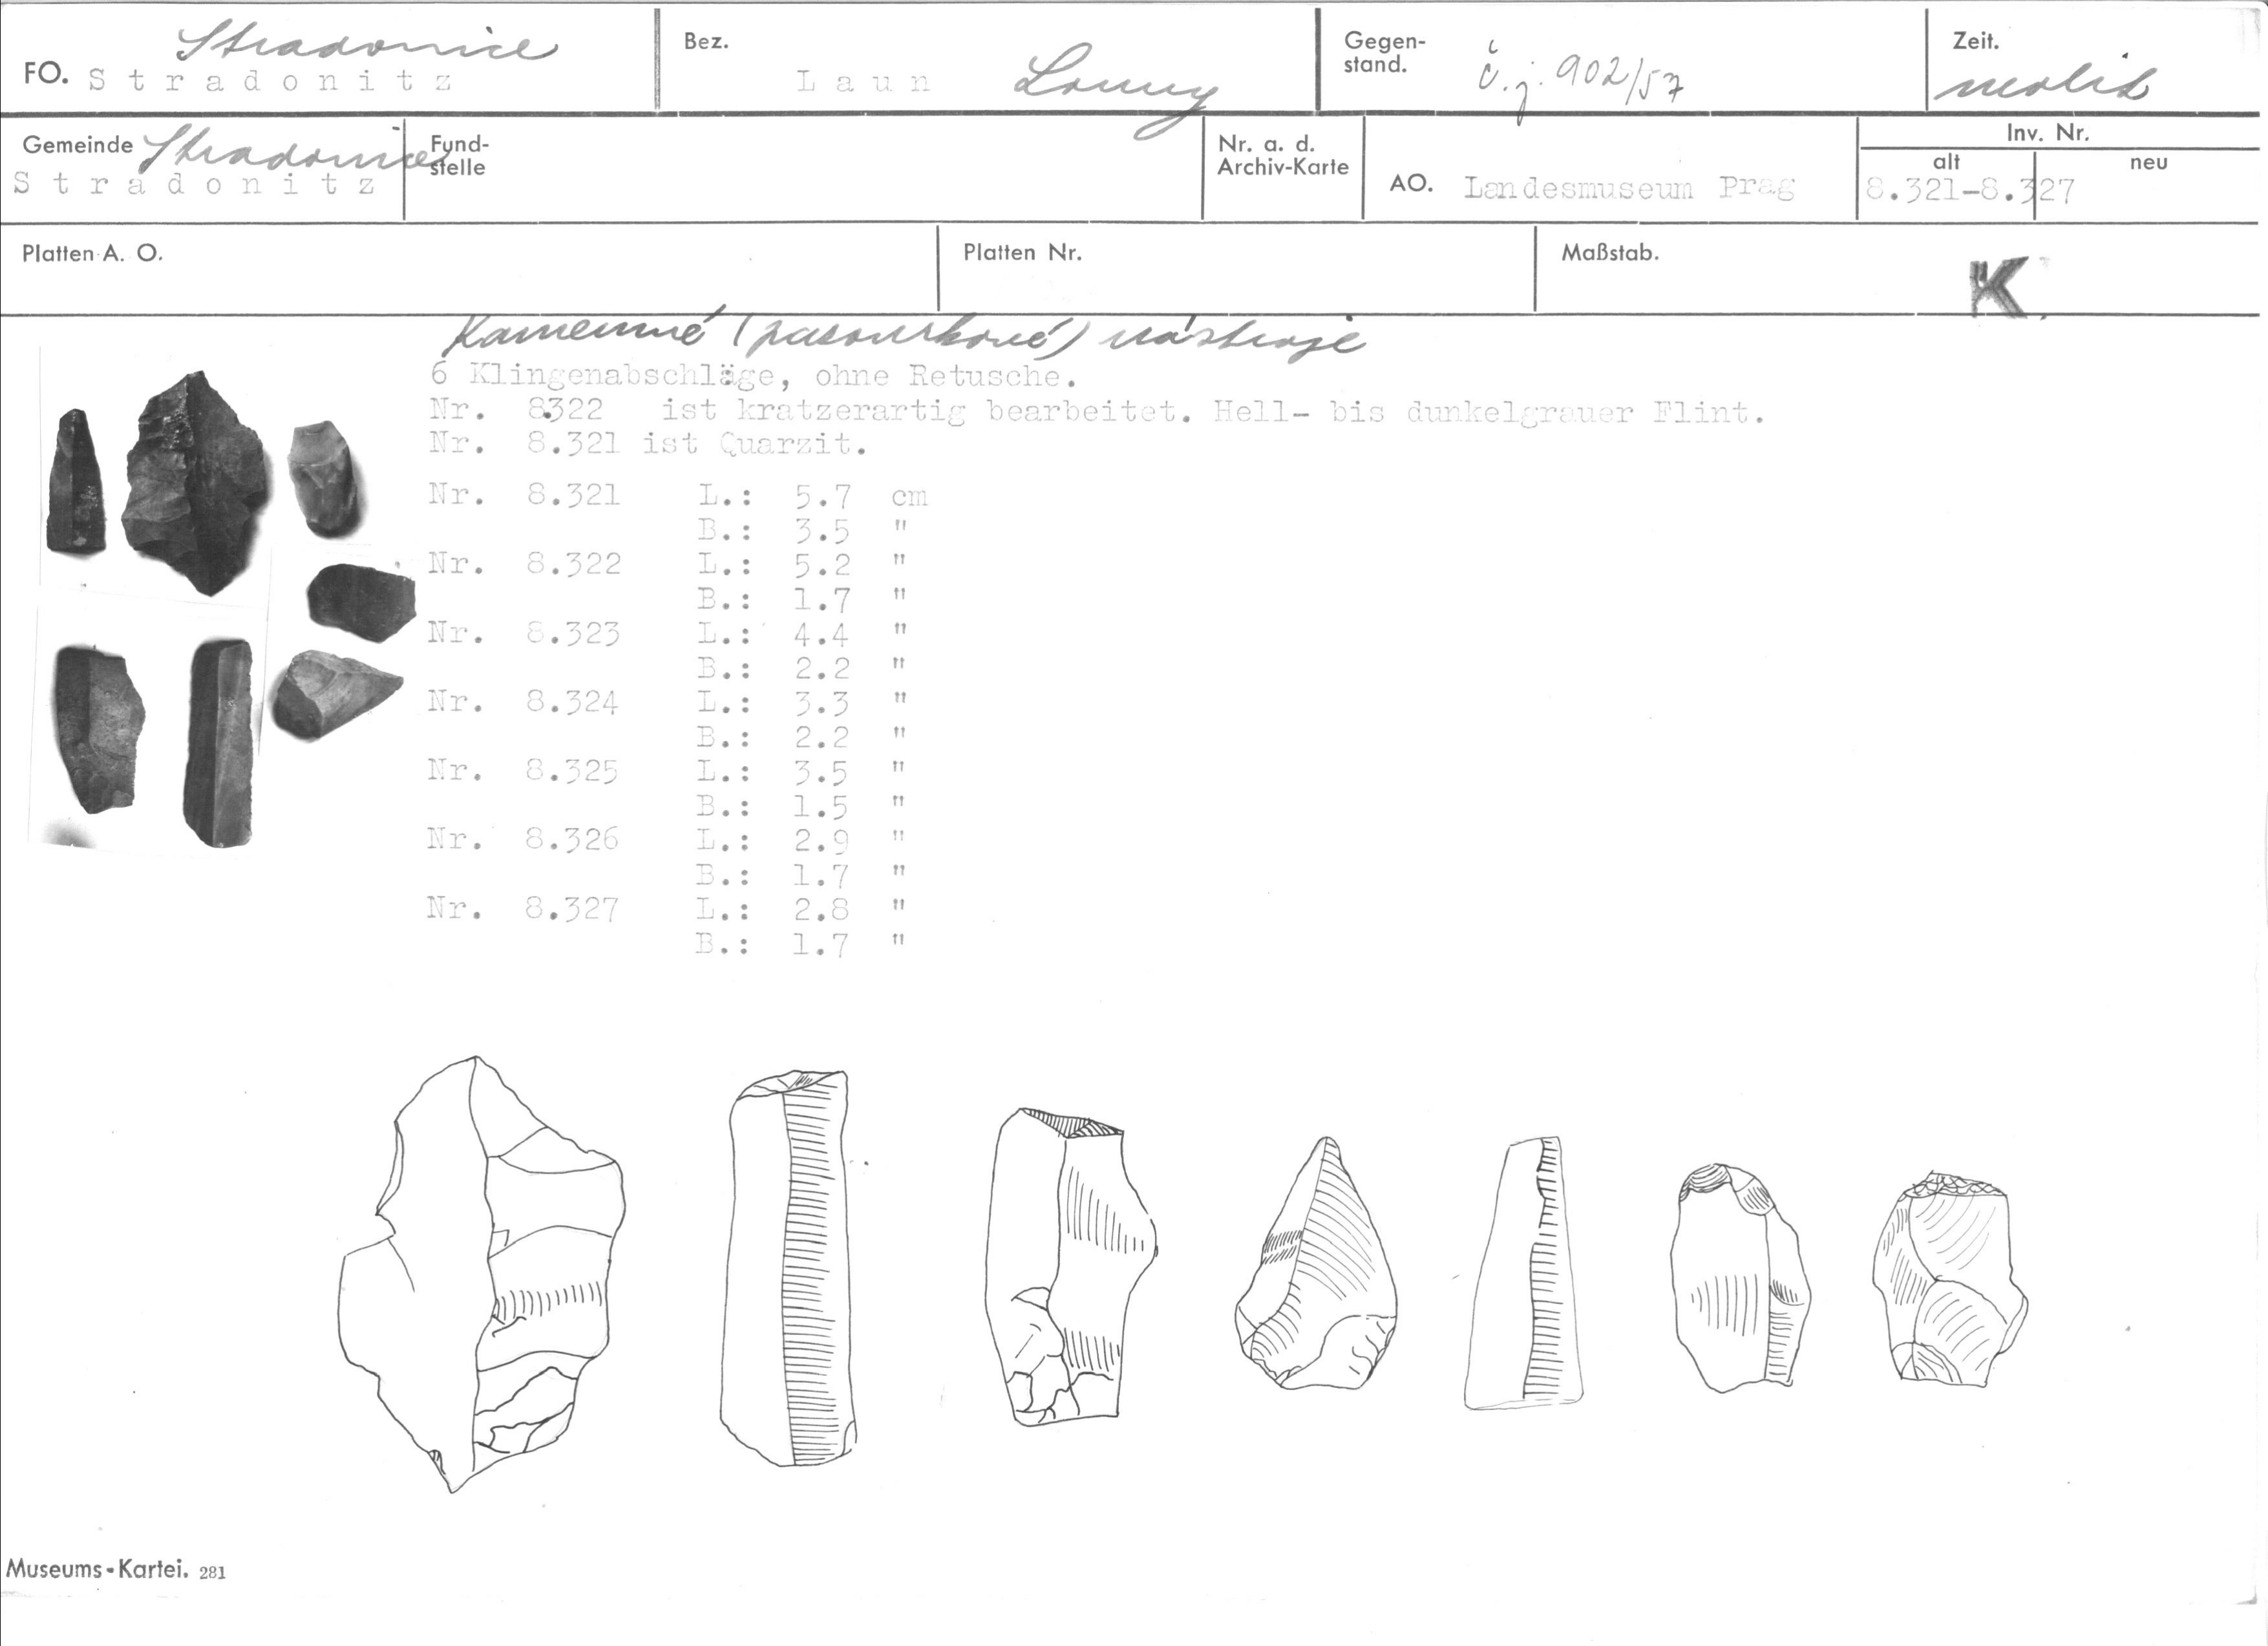 FO. Stradonice
Stradonitz
Bez.
Laun Louny
Gegen-
stand.
č.j. 902/57
Zeit.
neolit
Gemeinde Stradonice
Stradonitz
Fund-
stelle
Nr. a. d.
Archiv-Karte
AO. Landesmuseum Prag
Inv. Nr.
alt neu
8.321-8.327
Platten A. O.
Platten Nr.
Maßstab.
K
Kamenné (pazourkové) nástroje
6 Klingenabschläge, ohne Retusche.
Nr. 8.322 ist kratzerartig bearbeitet. Hell- bis dunkelgrauer Flint.
Nr. 8.321 ist Quarzit.
Nr. 8.321 L.: 5.7 cm
B.: 3.5 "
Nr. 8.322 L.: 5.2 "
B.: 1.7 "
Nr. 8.323 L.: 4.4 "
B.: 2.2 "
Nr. 8.324 L.: 3.3 "
B.: 2.2 "
Nr. 8.325 L.: 3.5 "
B.: 1.5 "
Nr. 8.326 L.: 2.9 "
B.: 1.7 "
Nr. 8.327 L.: 2.8 "
B.: 1.7 "
Museums-Kartei. 281